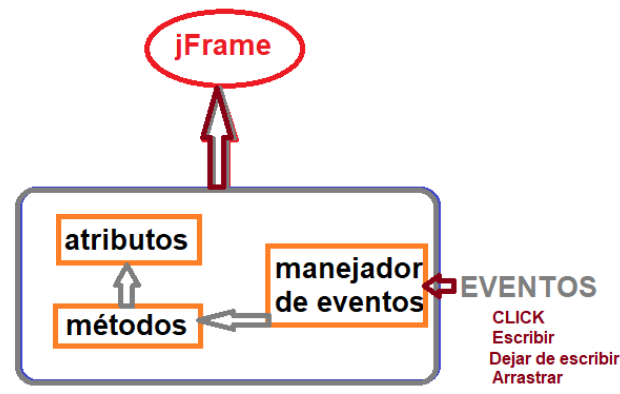 jFrame
atributos
métodos
manejador
de eventos
EVENTOS
CLICK
Escribir
Dejar de escribir
Arrastrar